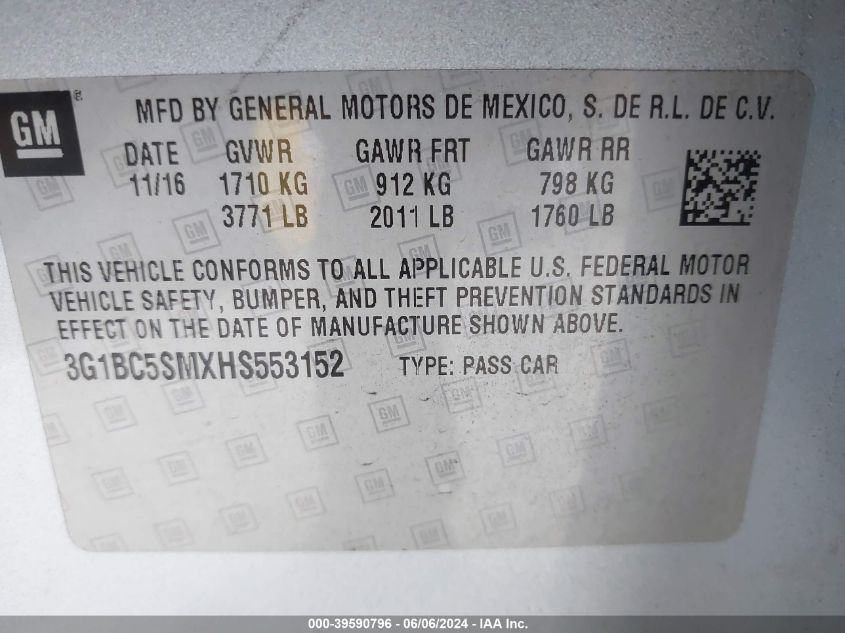 GM ®
MFD BY GENERAL MOTORS DE MEXICO, S. DE R.L. DE C.V.
DATE GVWR GAWR FRT GAWR RR
11/16 1710 KG 912 KG 798 KG
3771 LB 2011 LB 1760 LB
THIS VEHICLE CONFORMS TO ALL APPLICABLE U.S. FEDERAL MOTOR
VEHICLE SAFETY, BUMPER, AND THEFT PREVENTION STANDARDS IN
EFFECT ON THE DATE OF MANUFACTURE SHOWN ABOVE.
3G1BC5SMXHS553152 TYPE: PASS CAR
000-39590796 - 06/06/2024 - IAA Inc.